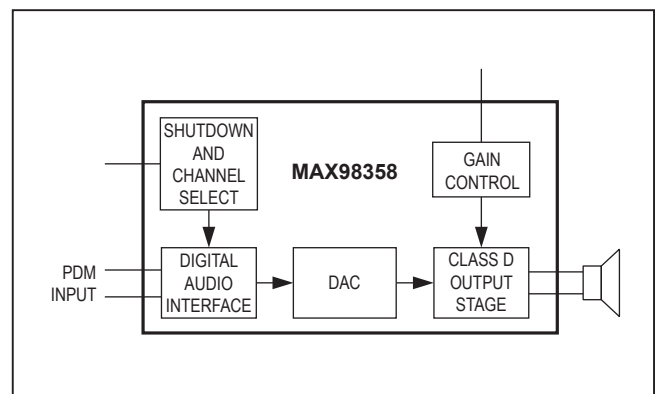 SHUTDOWN
AND
CHANNEL
SELECT
MAX98358
GAIN
CONTROL
PDM
INPUT
DIGITAL
AUDIO
INTERFACE
DAC
CLASS D
OUTPUT
STAGE